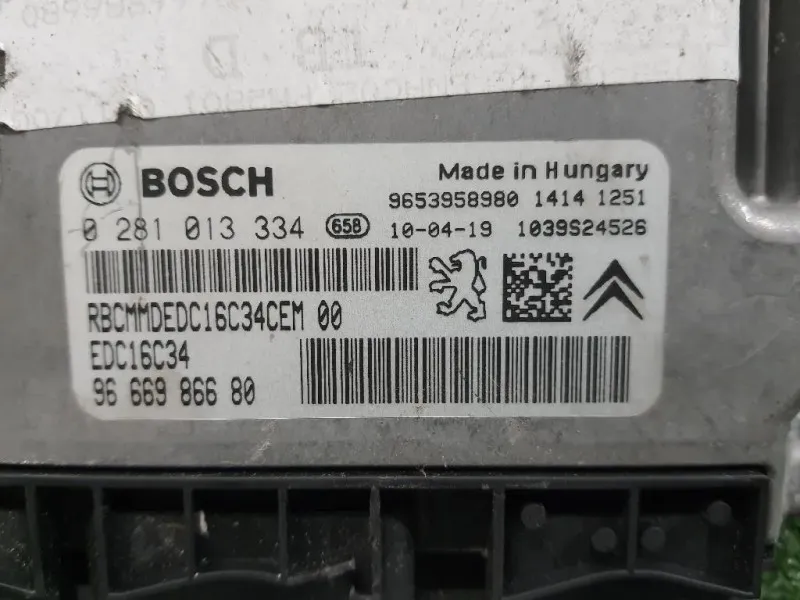 BOSCH
Made in Hungary
9653958980 1414 1251
0 281 013 334 658 10-04-19 1039S24526
RBCMMDEDC16C34CEM 00
EDC16C34
96 669 866 80